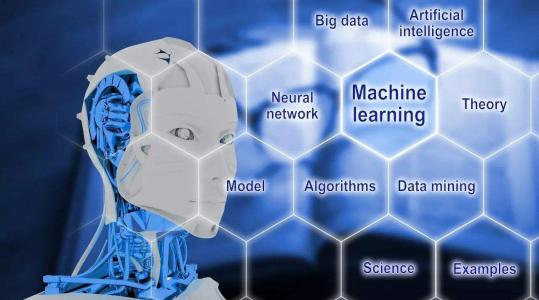 Big data
Artificial
intelligence
Neural
network
Machine
learning
Theory
Model
Algorithms
Data mining
Science
Examples